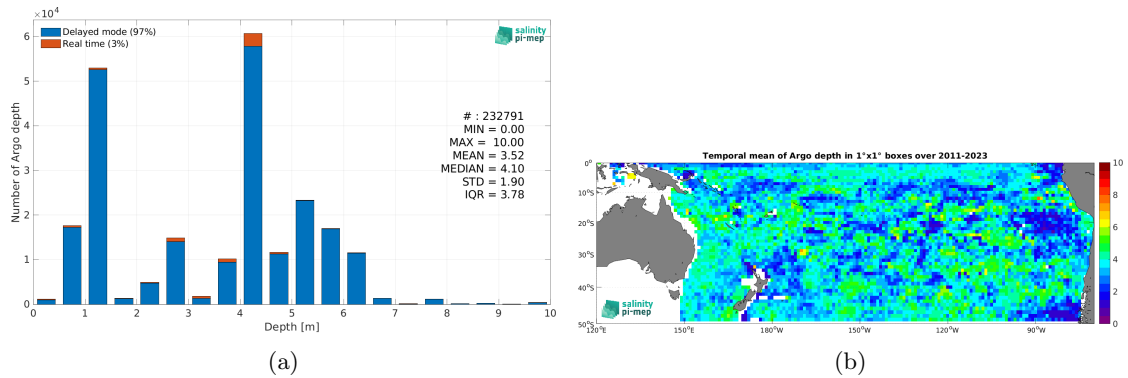 ×10⁴
6
5
4
3
2
1
0
Number of Argo depth
Delayed mode (97%)
Real time (3%)
salinity
pi-mep
# : 232791
MIN = 0.00
MAX = 10.00
MEAN = 3.52
MEDIAN = 4.10
STD = 1.90
IQR = 3.78
0 1 2 3 4 5 6 7 8 9 10
Depth [m]
(a)
Temporal mean of Argo depth in 1°x1° boxes over 2011-2023
0°
10°S
20°S
30°S
40°S
50°S
salinity
pi-mep
120°E 150°E 180°W 150°W 120°W 90°W
10
8
6
4
2
0
(b)